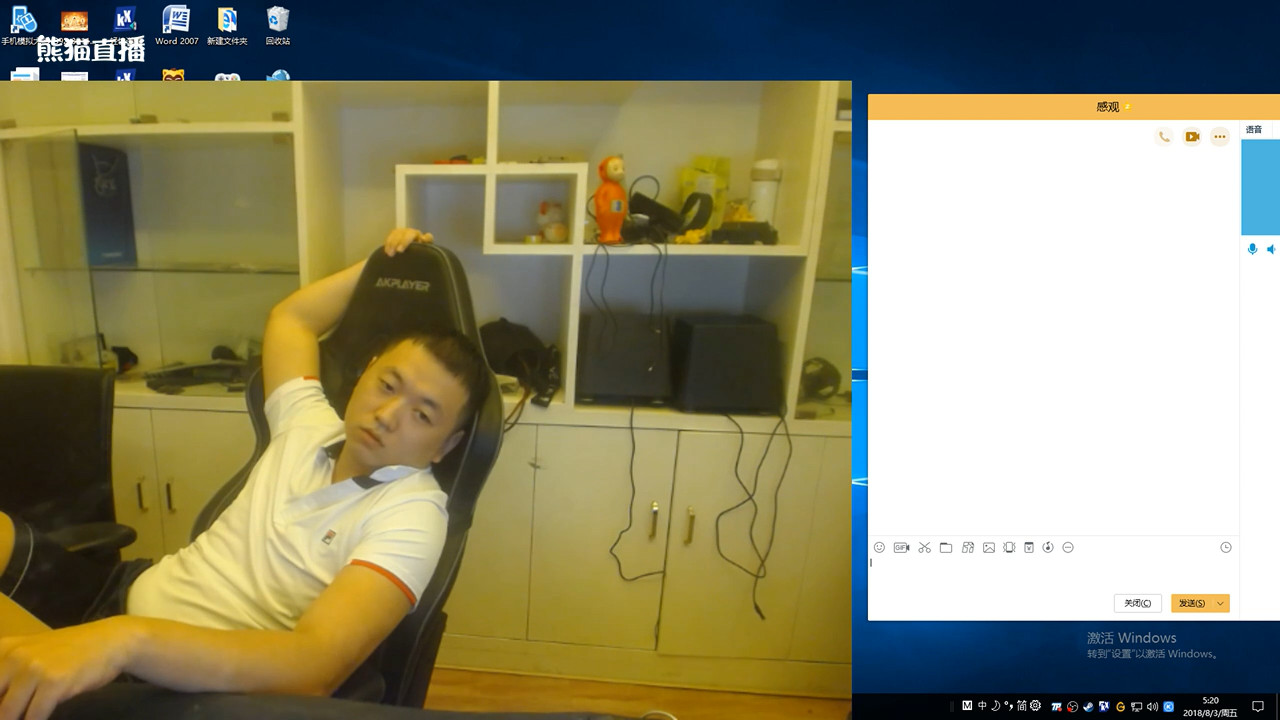 手机模拟大
Word 2007
新建文件夹
回收站
熊猫直播
感观
语音
AKPLAYER
GIF
关闭(C)
发送(S)
激活 Windows
转到"设置"以激活 Windows。
M 中 简
5:20
2018/8/3/周五